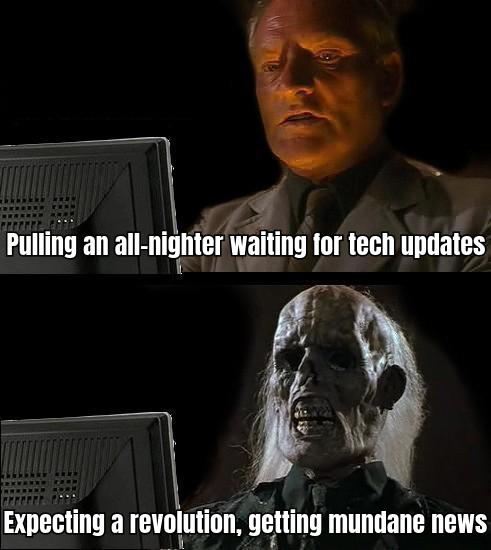 Pulling an all-nighter waiting for tech updates
Expecting a revolution, getting mundane news